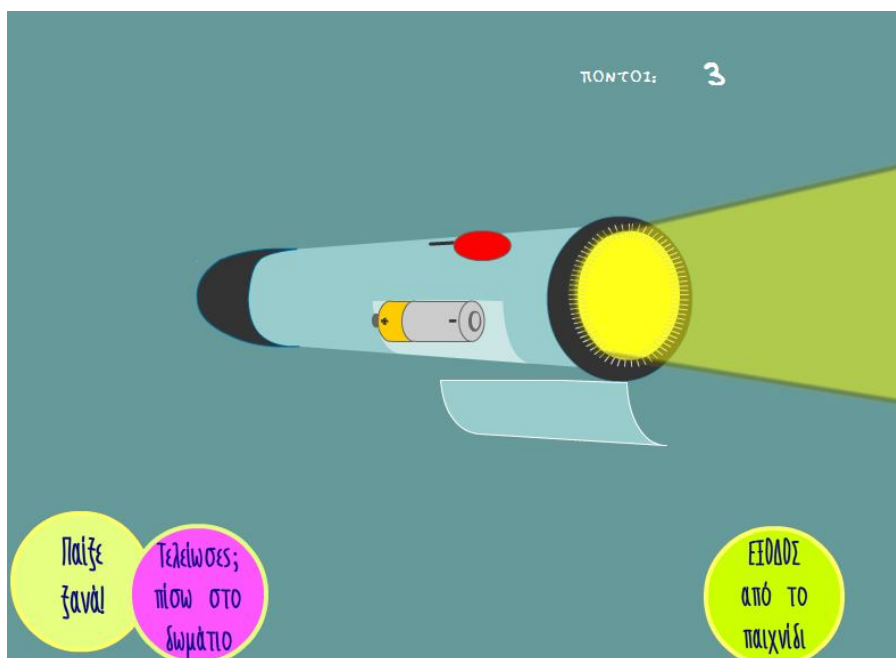 ΠΟΝΤΟΙ: 3
+ -
Παίξε
ξανά!
Τελείωσες;
πίσω στο
δωμάτιο
ΕΞΟΔΟΣ
από το
παιχνίδι